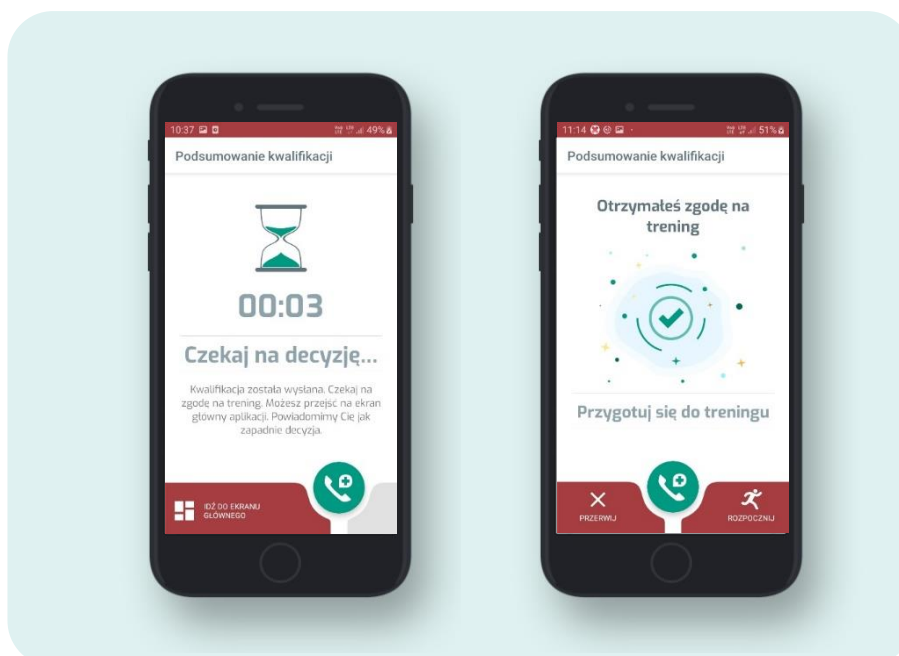 10:37
49%
Podsumowanie kwalifikacji
00:03
Czekaj na decyzję...
Kwalifikacja została wysłana. Czekaj na
zgodę na trening. Możesz przejść na ekran
główny aplikacji. Powiadomimy Cię jak
zapadnie decyzja.
IDŹ DO EKRANU
GŁÓWNEGO
11:14
51%
Podsumowanie kwalifikacji
Otrzymałeś zgodę na
trening
Przygotuj się do treningu
PRZERWIJ
ROZPOCZNIJ